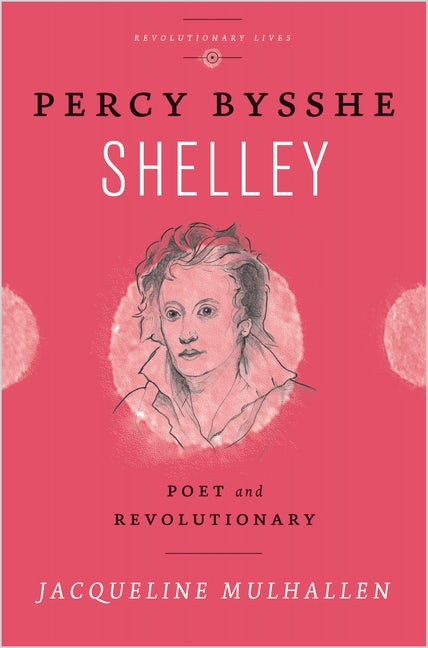 REVOLUTIONARY LIVES
PERCY BYSSHE
SHELLEY
POET and
REVOLUTIONARY
JACQUELINE MULHALLEN